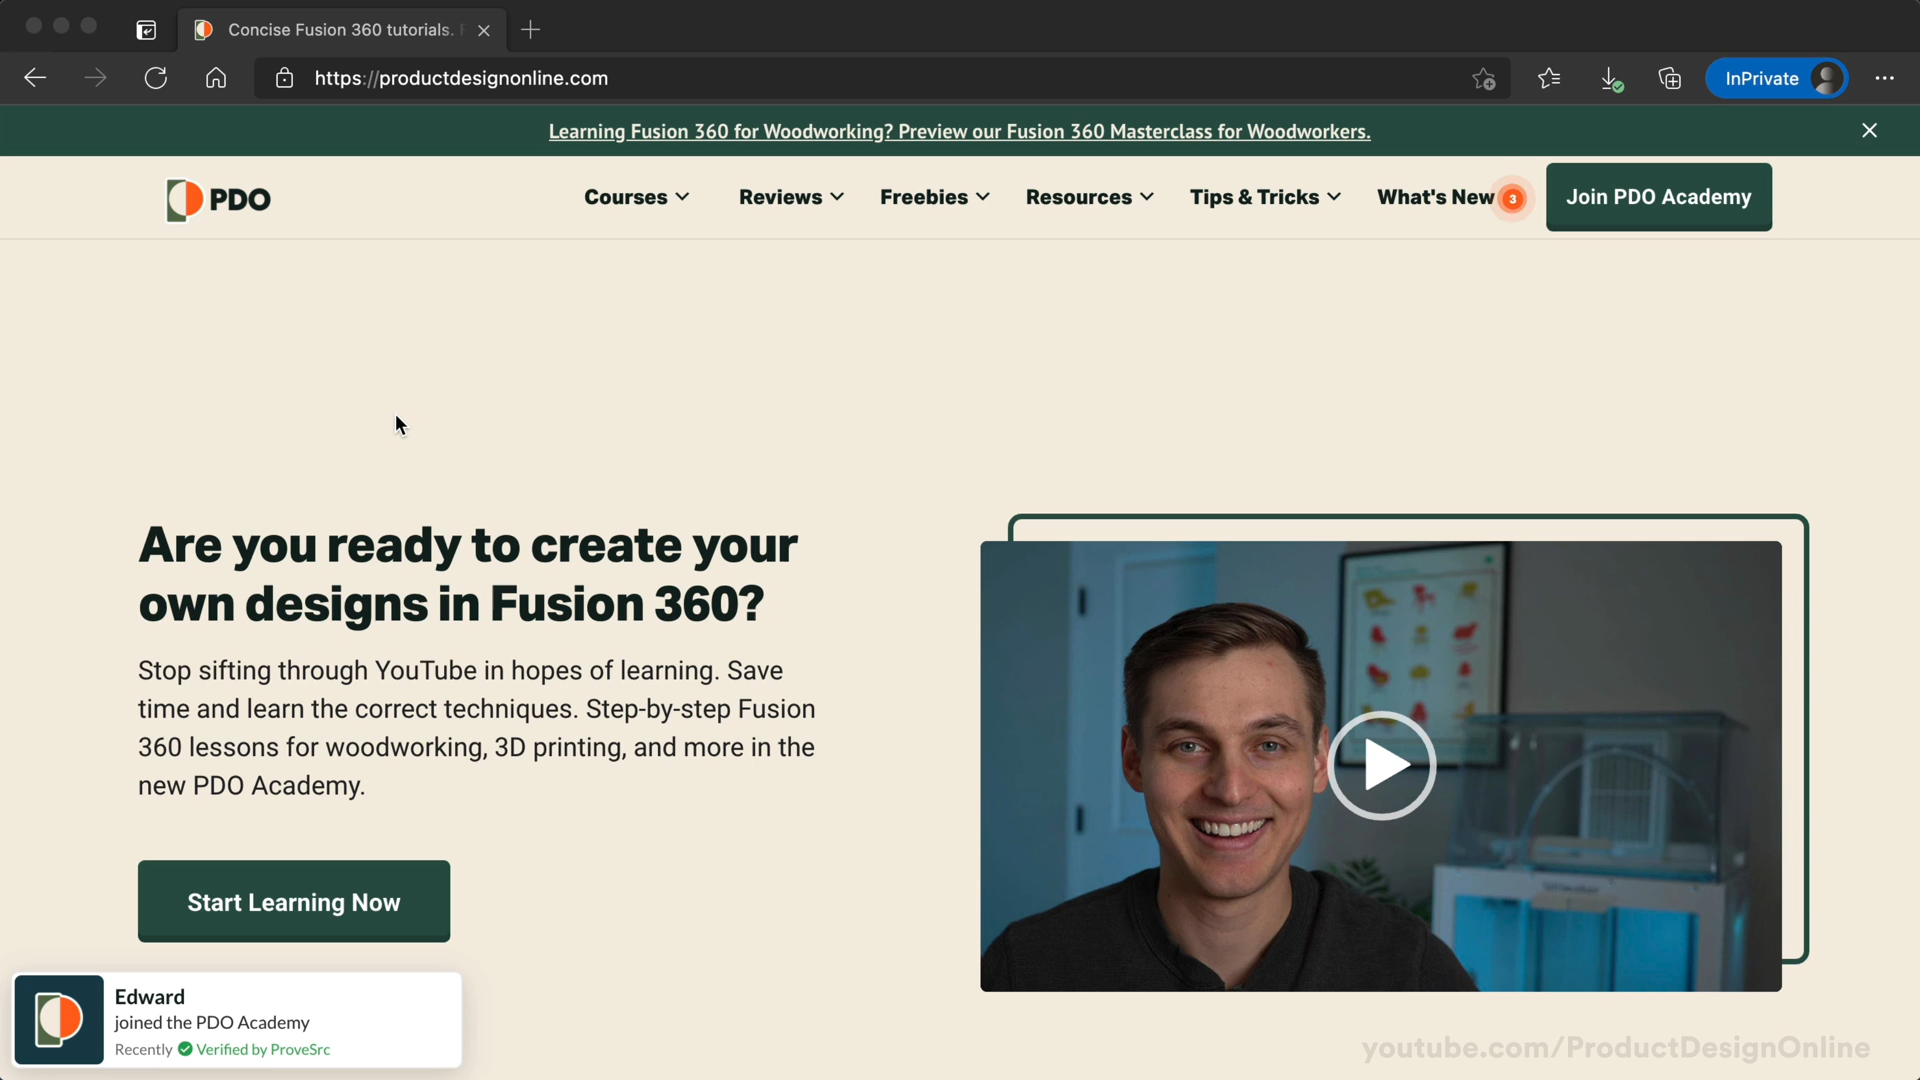 Concise Fusion 360 tutorials.
https://productdesignonline.com
InPrivate
Learning Fusion 360 for Woodworking? Preview our Fusion 360 Masterclass for Woodworkers.
PDO
Courses
Reviews
Freebies
Resources
Tips & Tricks
What's New
3
Join PDO Academy
Are you ready to create your
own designs in Fusion 360?
Stop sifting through YouTube in hopes of learning. Save
time and learn the correct techniques. Step-by-step Fusion
360 lessons for woodworking, 3D printing, and more in the
new PDO Academy.
Start Learning Now
Edward
joined the PDO Academy
Recently Verified by ProveSrc
youtube.com/ProductDesignOnline